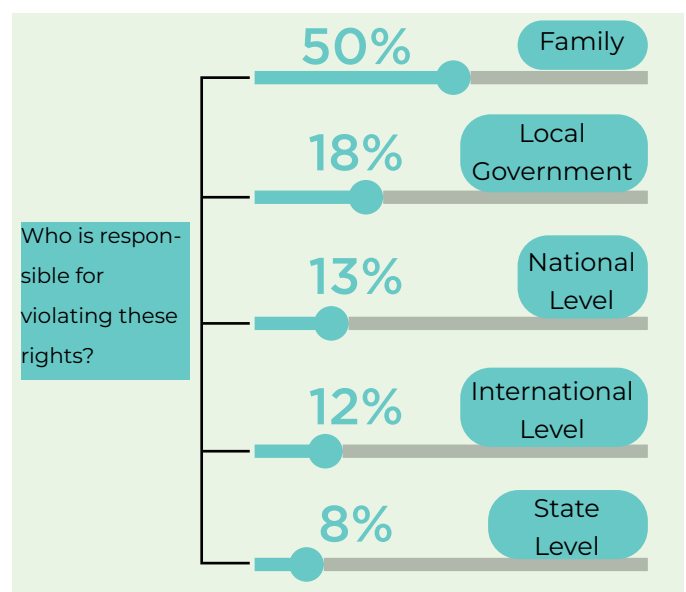 Who is respon-
sible for
violating these
rights?
50%
Family
18%
Local
Government
13%
National
Level
12%
International
Level
8%
State
Level